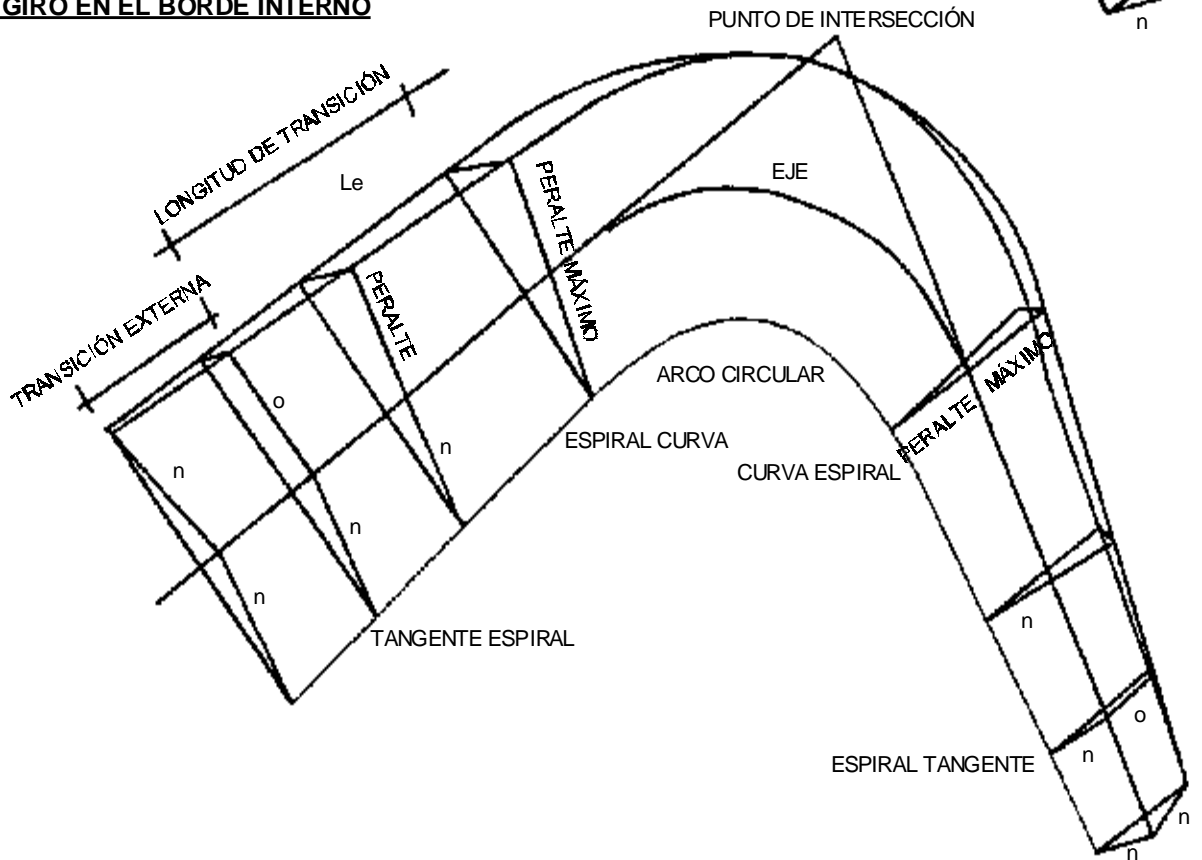 GIRO EN EL BORDE INTERNO
PUNTO DE INTERSECCIÓN
n
LONGITUD DE TRANSICIÓN
Le
EJE
PERALTE MÁXIMO
TRANSICIÓN EXTERNA
PERALTE
ARCO CIRCULAR
PERALTE MÁXIMO
o
ESPIRAL CURVA
n
n
CURVA ESPIRAL
n
n
TANGENTE ESPIRAL
n
o
n
ESPIRAL TANGENTE
n
n